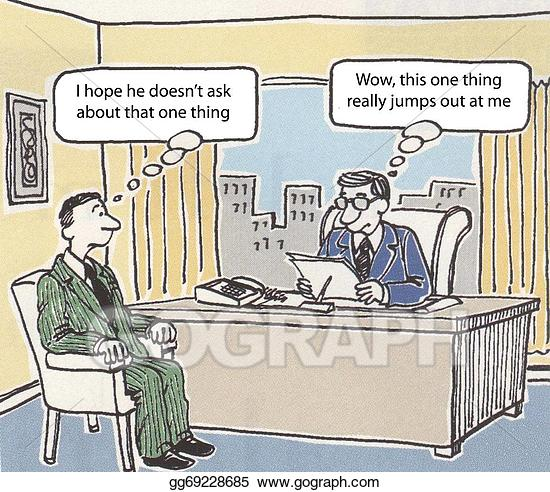 I hope he doesn't ask
about that one thing
Wow, this one thing
really jumps out at me
GOGRAPH
gg69228685 www.gograph.com